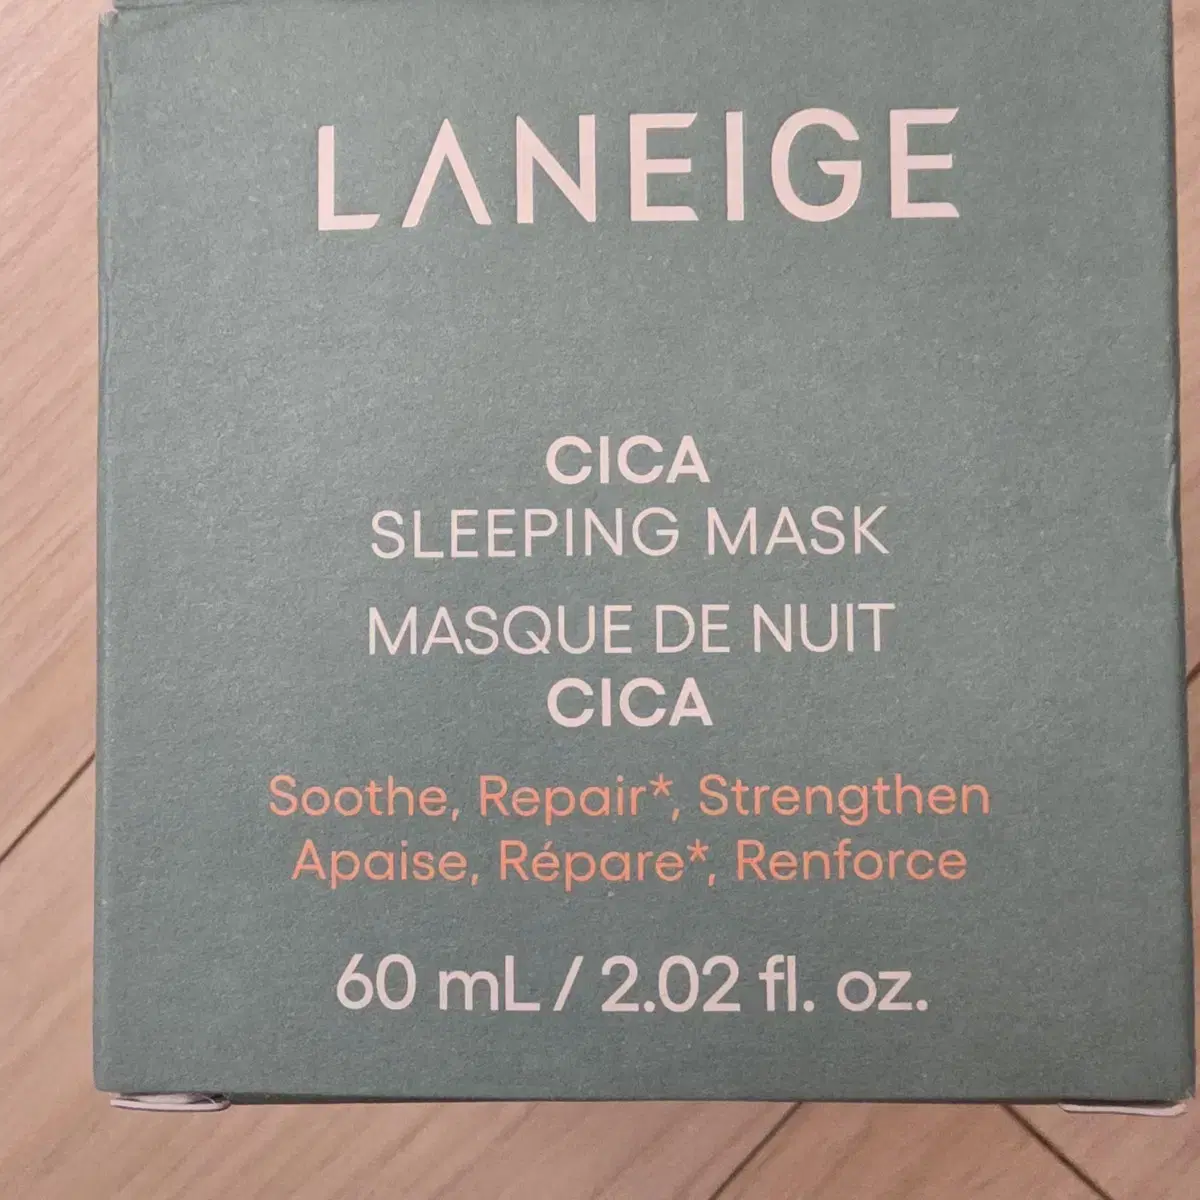 LANEIGE
CICA
SLEEPING MASK
MASQUE DE NUIT
CICA
Soothe, Repair*, Strengthen
Apaise, Répare*, Renforce
60 mL / 2.02 fl. oz.